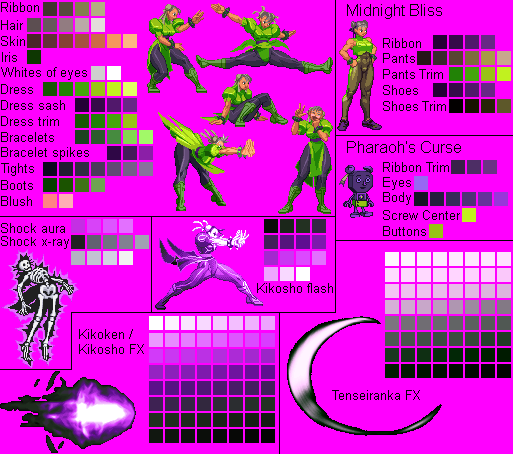 Ribbon
Hair
Skin
Iris
Whites of eyes
Dress
Dress sash
Dress trim
Bracelets
Bracelet spikes
Tights
Boots
Blush
Midnight Bliss
Ribbon
Pants
Pants Trim
Shoes
Shoes Trim
Pharaoh's Curse
Ribbon Trim
Eyes
Body
Screw Center
Buttons
Shock aura
Shock x-ray
Kikosho flash
Kikoken /
Kikosho FX
Tenseiranka FX